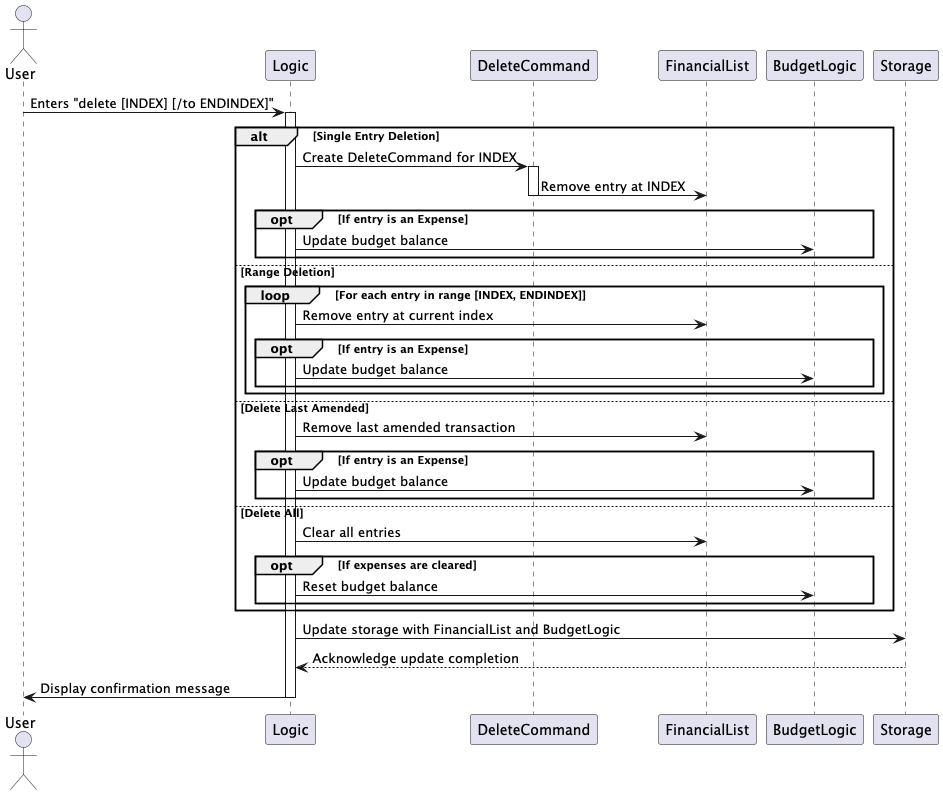 User
Logic
DeleteCommand
FinancialList
BudgetLogic
Storage
Enters "delete [INDEX] [/to ENDINDEX]"
alt
[Single Entry Deletion]
Create DeleteCommand for INDEX
Remove entry at INDEX
opt
[If entry is an Expense]
Update budget balance
[Range Deletion]
loop
[For each entry in range [INDEX, ENDINDEX]]
Remove entry at current index
opt
[If entry is an Expense]
Update budget balance
[Delete Last Amended]
Remove last amended transaction
opt
[If entry is an Expense]
Update budget balance
[Delete All]
Clear all entries
opt
[If expenses are cleared]
Reset budget balance
Update storage with FinancialList and BudgetLogic
Acknowledge update completion
Display confirmation message
User
Logic
DeleteCommand
FinancialList
BudgetLogic
Storage